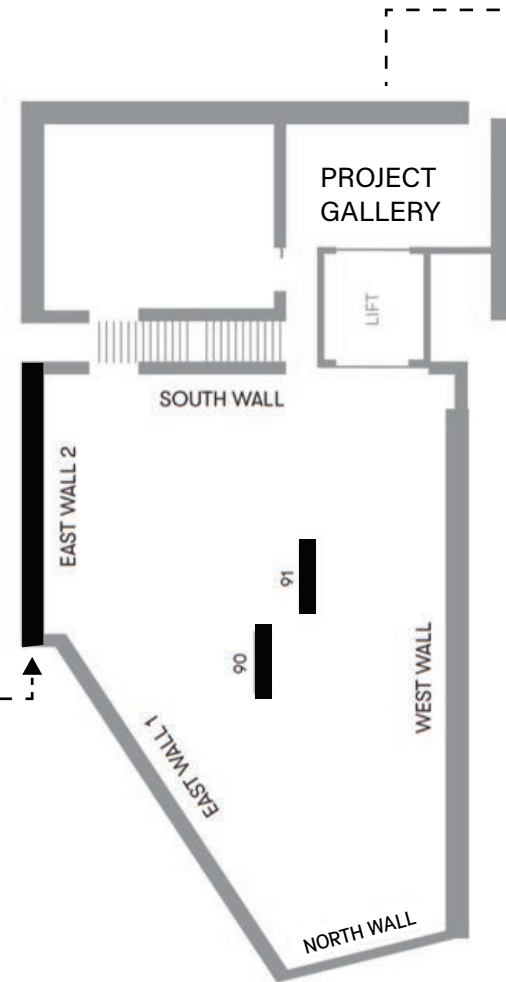 PROJECT
GALLERY
LIFT
SOUTH WALL
EAST WALL 2
91
90
WEST WALL
EAST WALL 1
NORTH WALL